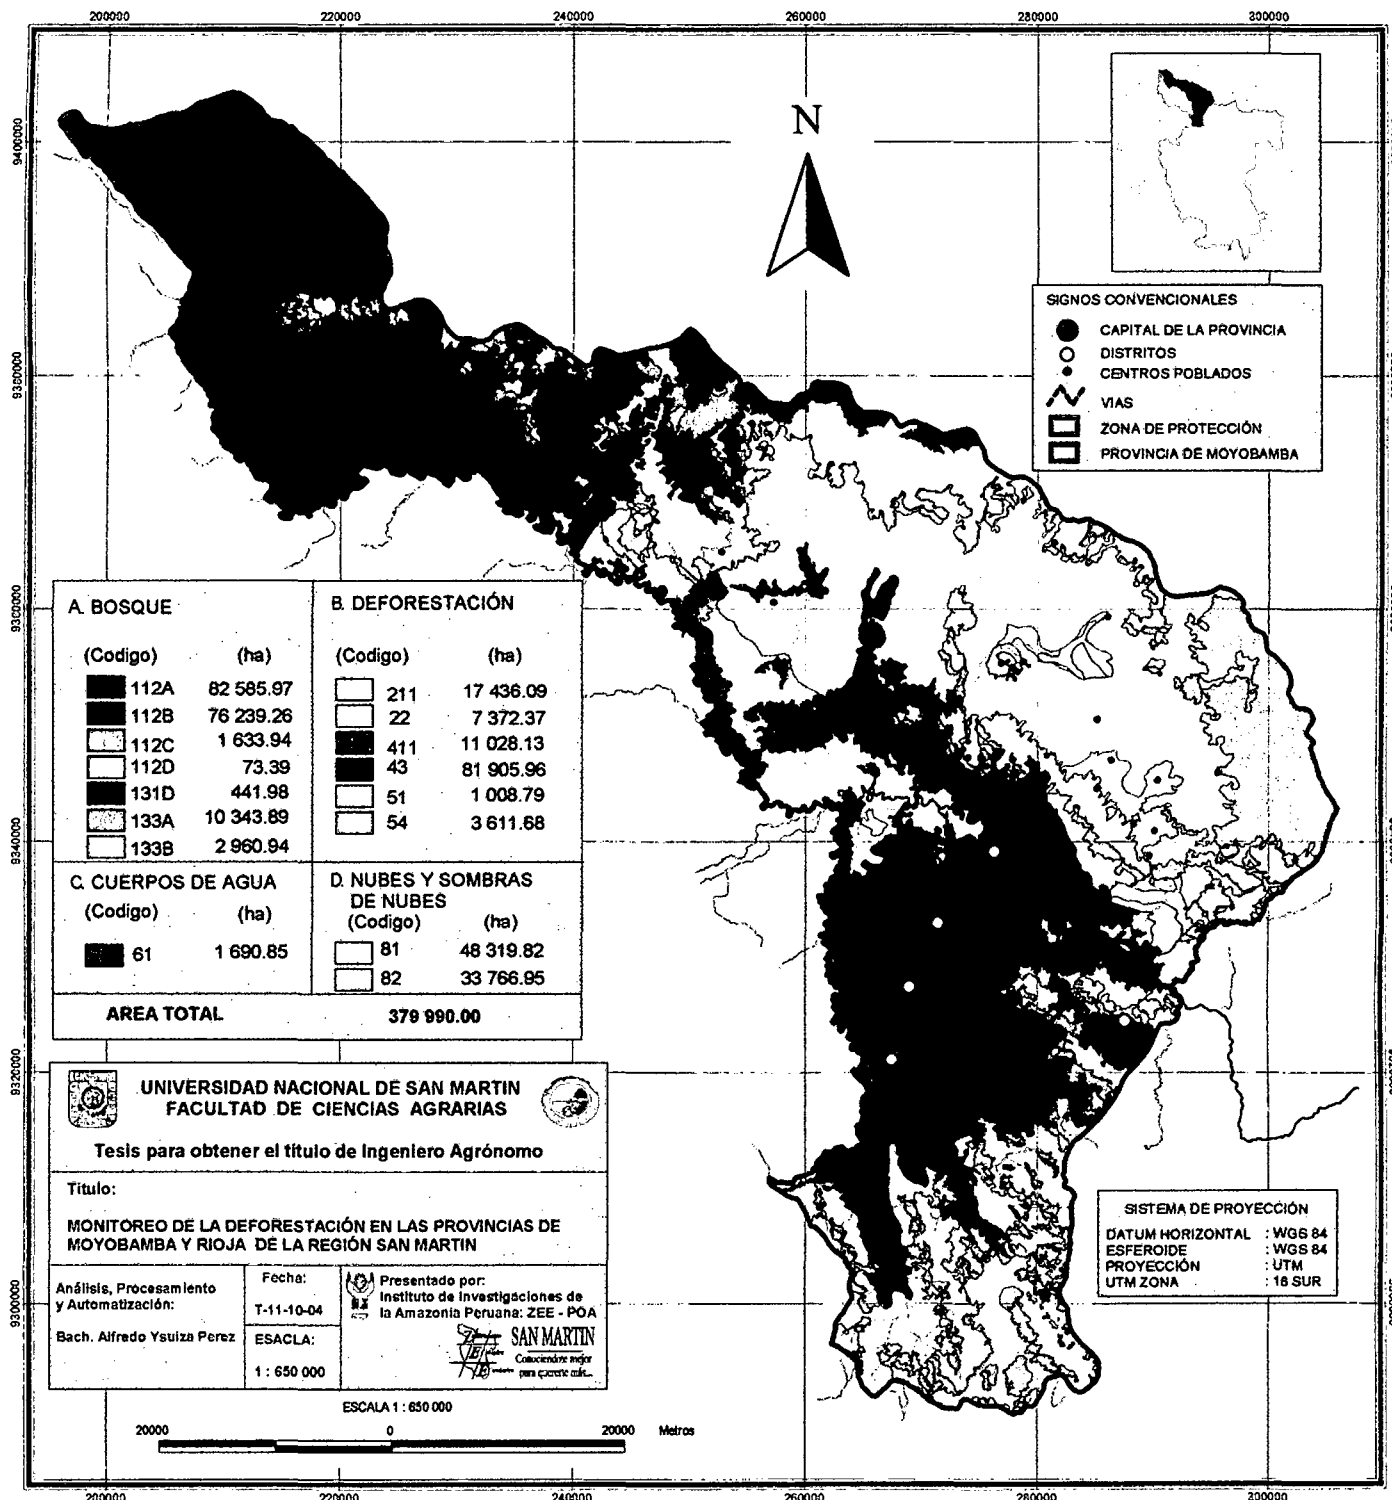 200000 220000 240000 260000 280000 300000
9400000
9380000
9360000
9340000
9320000
9300000
N
SIGNOS CONVENCIONALES
CAPITAL DE LA PROVINCIA
DISTRITOS
CENTROS POBLADOS
VIAS
ZONA DE PROTECCIÓN
PROVINCIA DE MOYOBAMBA
A. BOSQUE
(Codigo) (ha)
112A 82 585.97
112B 76 239.26
112C 1 633.94
112D 73.39
131D 441.98
133A 10 343.89
133B 2 960.94
B. DEFORESTACIÓN
(Codigo) (ha)
211 17 436.09
22 7 372.37
411 11 028.13
43 81 905.96
51 1 008.79
54 3 611.68
C. CUERPOS DE AGUA
(Codigo) (ha)
61 1 690.85
D. NUBES Y SOMBRAS
DE NUBES
(Codigo) (ha)
81 48 319.82
82 33 766.95
AREA TOTAL 379 990.00
UNIVERSIDAD NACIONAL DE SAN MARTIN
FACULTAD DE CIENCIAS AGRARIAS
Tesis para obtener el título de Ingeniero Agrónomo
Titulo:
MONITOREO DE LA DEFORESTACIÓN EN LAS PROVINCIAS DE
MOYOBAMBA Y RIOJA DE LA REGIÓN SAN MARTIN
Análisis, Procesamiento
y Automatización:
Bach. Alfredo Ysuiza Perez
Fecha:
T-11-10-04
ESACLA:
1 : 650 000
Presentado por:
Instituto de Investigaciones de
la Amazonia Peruana: ZEE - POA
SAN MARTIN
Conociendote mejor
para quererte más...
SISTEMA DE PROYECCIÓN
DATUM HORIZONTAL : WGS 84
ESFEROIDE : WGS 84
PROYECCIÓN : UTM
UTM ZONA : 18 SUR
ESCALA 1 : 650 000
20000 0 20000 Metros
200000 220000 240000 260000 280000 300000